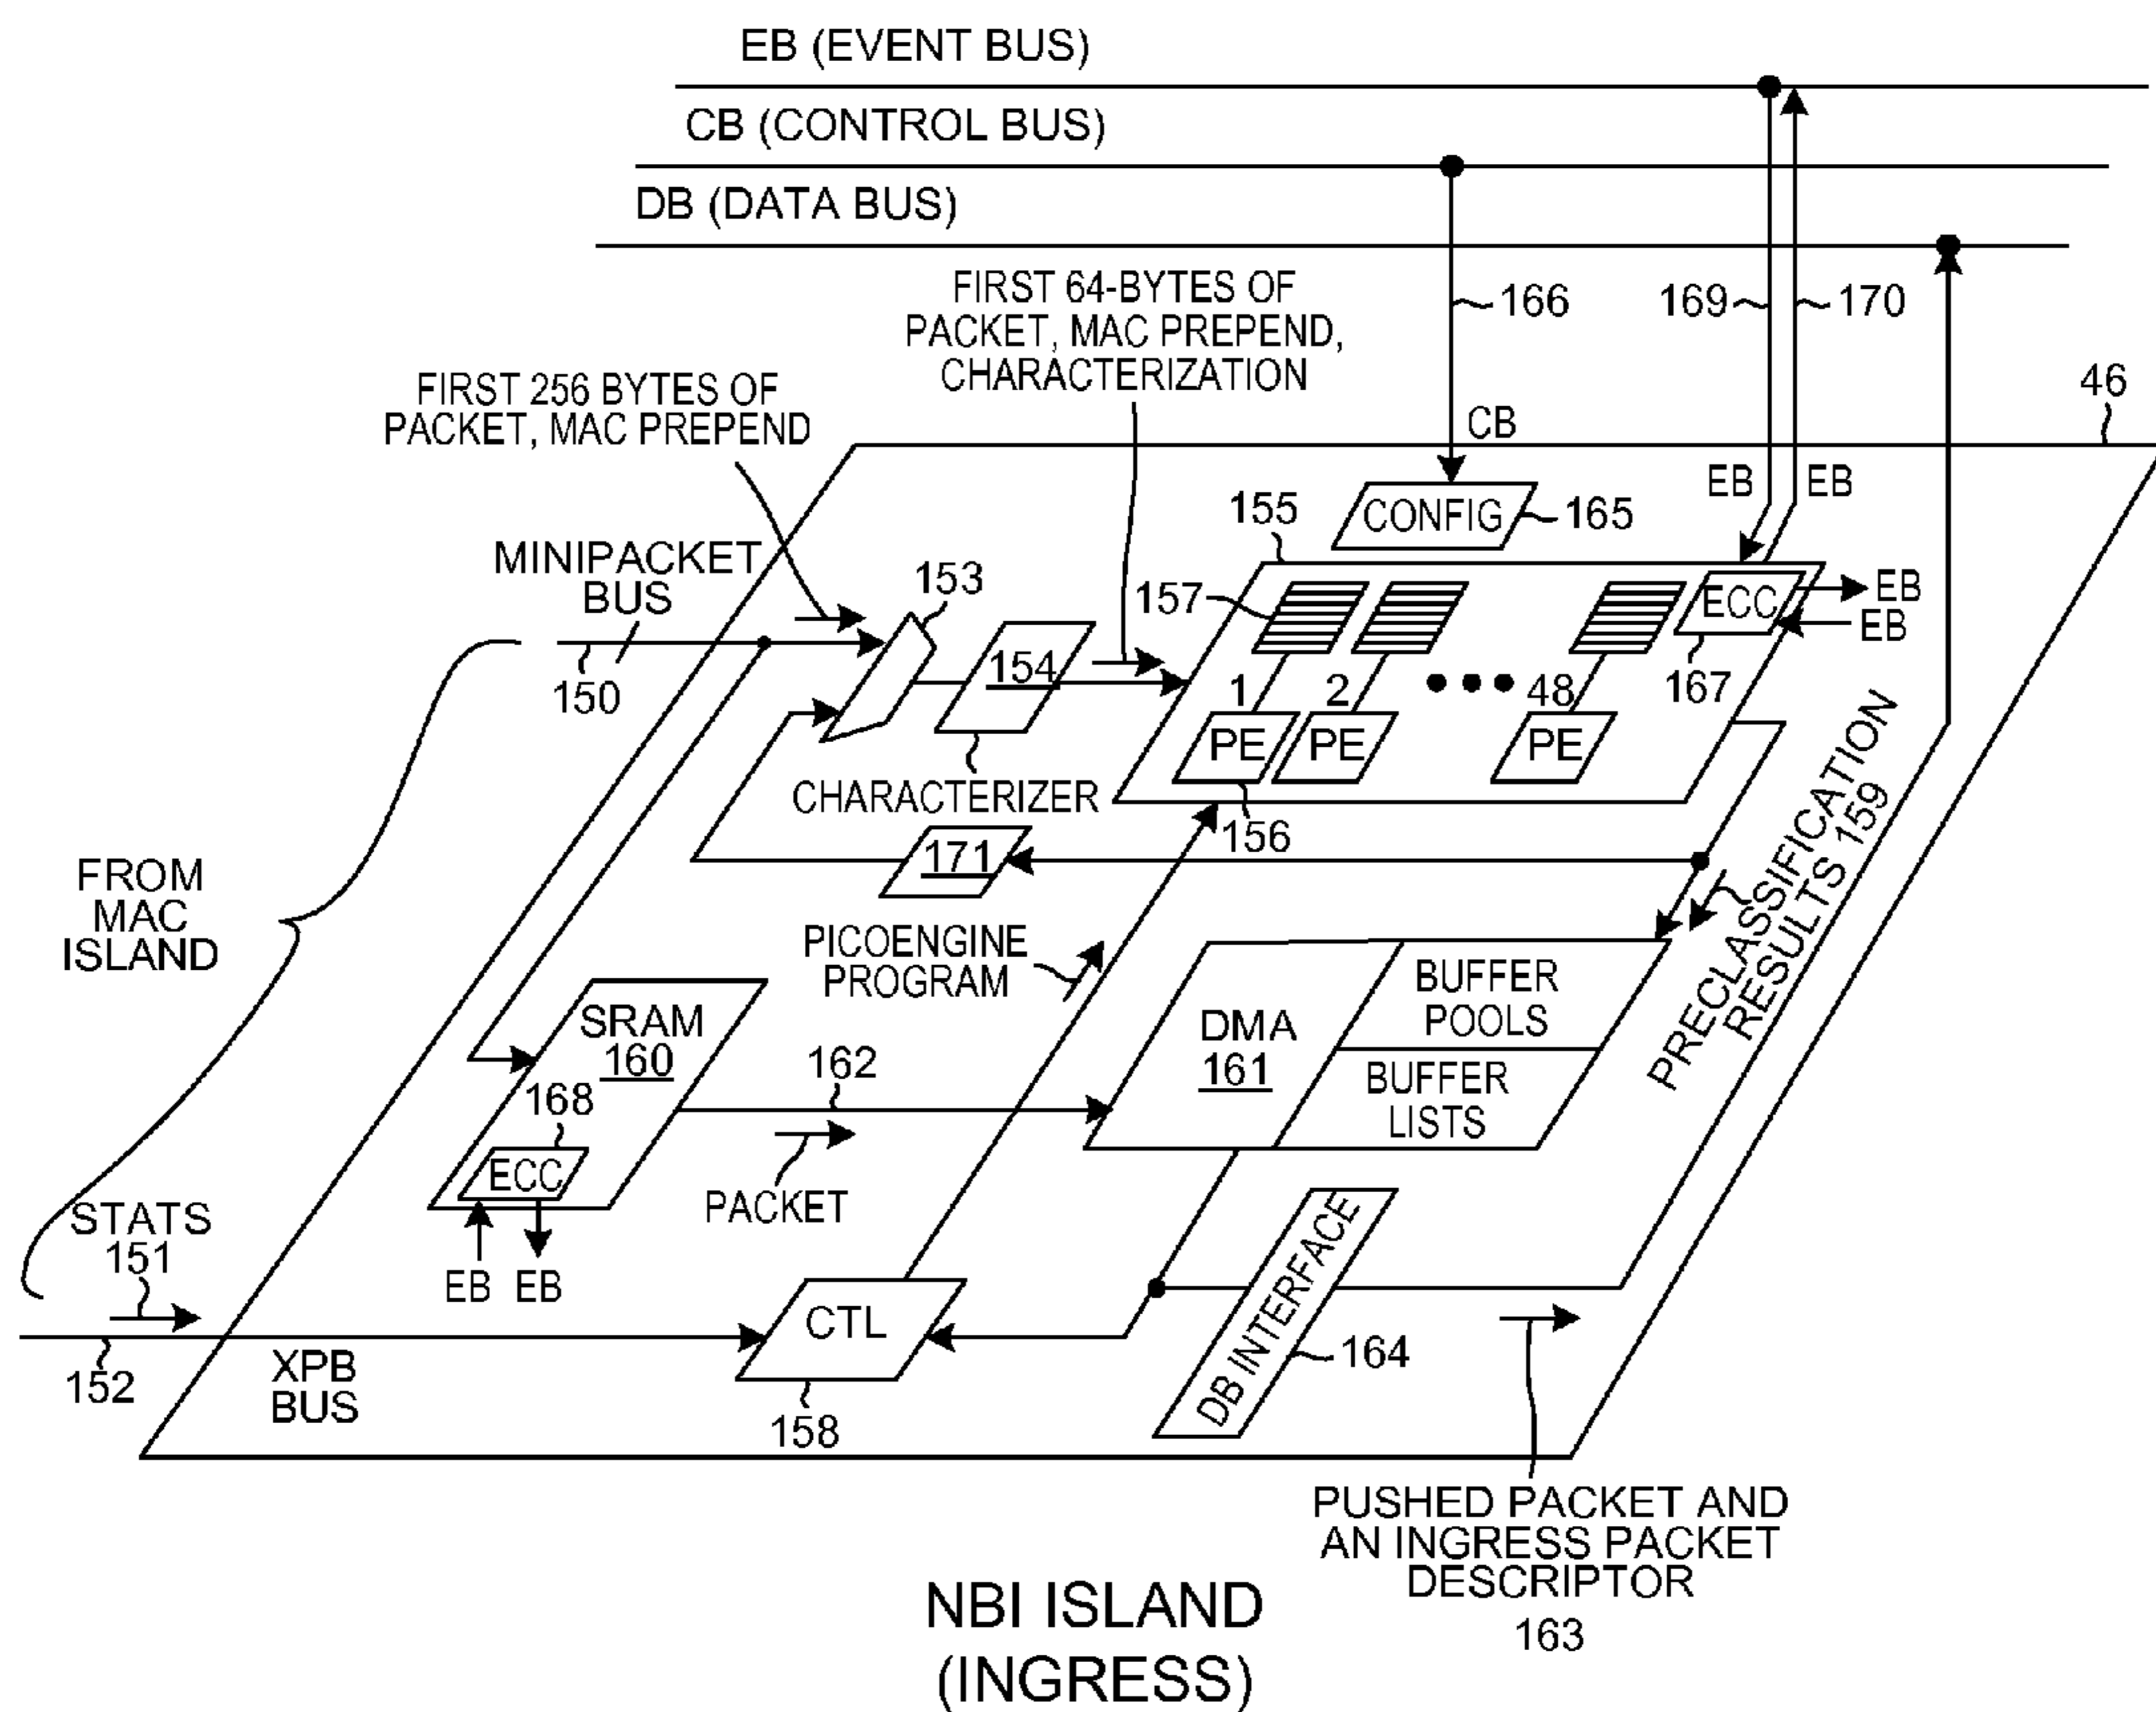 EB (EVENT BUS)
CB (CONTROL BUS)
DB (DATA BUS)
FIRST 64-BYTES OF
PACKET, MAC PREPEND,
CHARACTERIZATION
166
169
170
FIRST 256 BYTES OF
PACKET, MAC PREPEND
46
CB
EB
EB
155
CONFIG
165
MINIPACKET
BUS
153
157
ECC
EB
EB
150
154
1
2
48
167
PE
PE
PE
CHARACTERIZER
156
171
PRECLASSIFICATION
RESULTS 159
FROM
MAC
ISLAND
PICOENGINE
PROGRAM
SRAM
160
168
ECC
162
DMA
161
BUFFER
POOLS
BUFFER
LISTS
PACKET
STATS
151
EB
EB
CTL
DB INTERFACE
164
152
XPB
BUS
158
PUSHED PACKET AND
AN INGRESS PACKET
DESCRIPTOR
163
NBI ISLAND
(INGRESS)